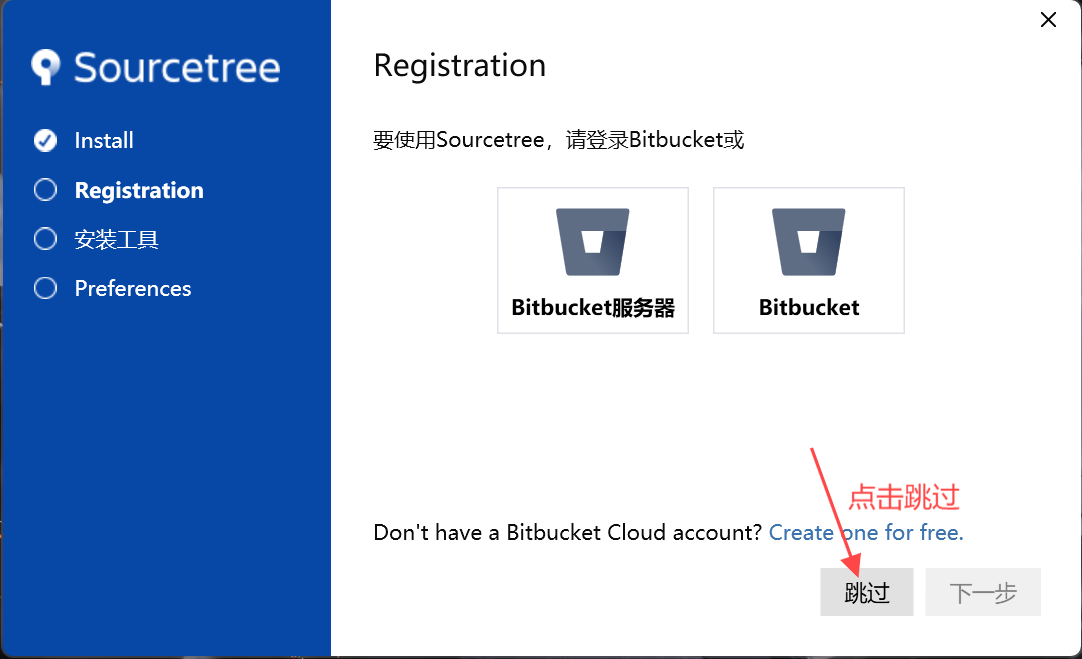 Sourcetree
Install
Registration
安装工具
Preferences
Registration
要使用Sourcetree，请登录Bitbucket或
Bitbucket服务器
Bitbucket
点击跳过
Don't have a Bitbucket Cloud account? Create one for free.
跳过
下一步